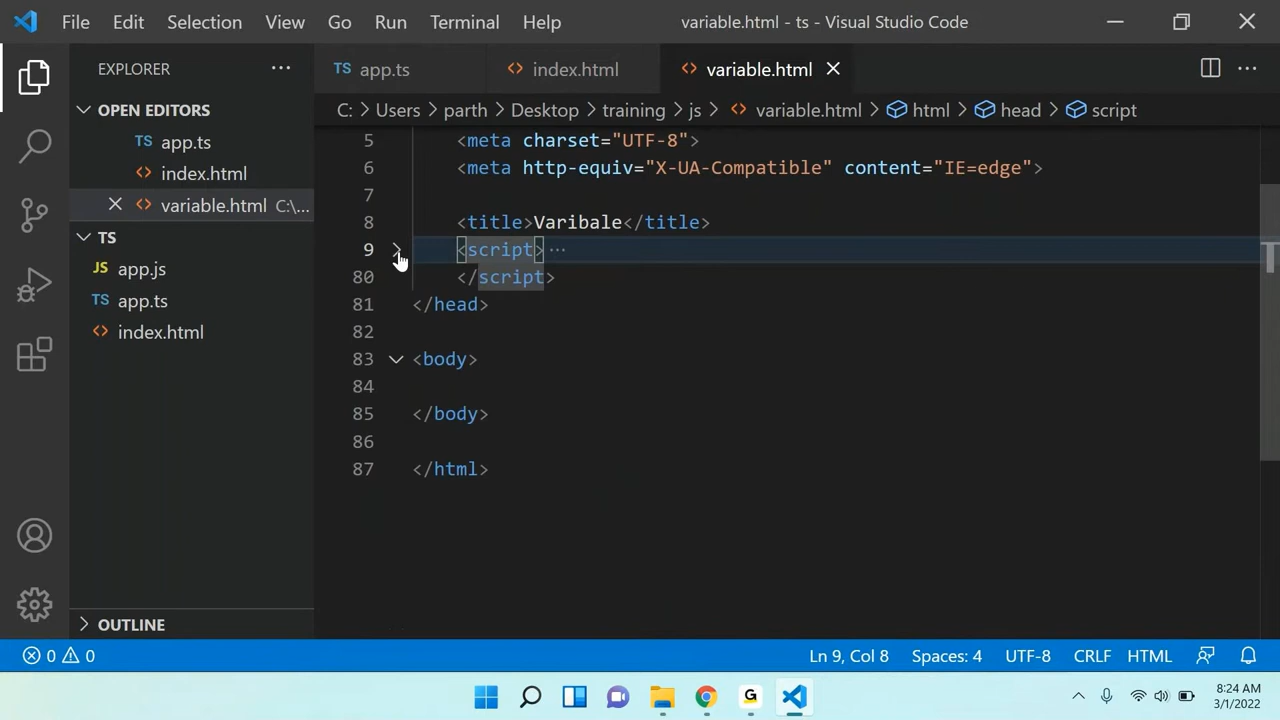 File Edit Selection View Go Run Terminal Help variable.html - ts - Visual Studio Code
EXPLORER ...
TS app.ts
<> index.html
<> variable.html
OPEN EDITORS
TS app.ts
<> index.html
<> variable.html C:\...
TS
JS app.js
TS app.ts
<> index.html
OUTLINE
C: > Users > parth > Desktop > training > js > <> variable.html > html > head > script
5 <meta charset="UTF-8">
6 <meta http-equiv="X-UA-Compatible" content="IE=edge">
7
8 <title>Varibale</title>
9 <script> ...
80 </script>
81 </head>
82
83 <body>
84
85 </body>
86
87 </html>
0 0
Ln 9, Col 8 Spaces: 4 UTF-8 CRLF HTML
G
8:24 AM
3/1/2022